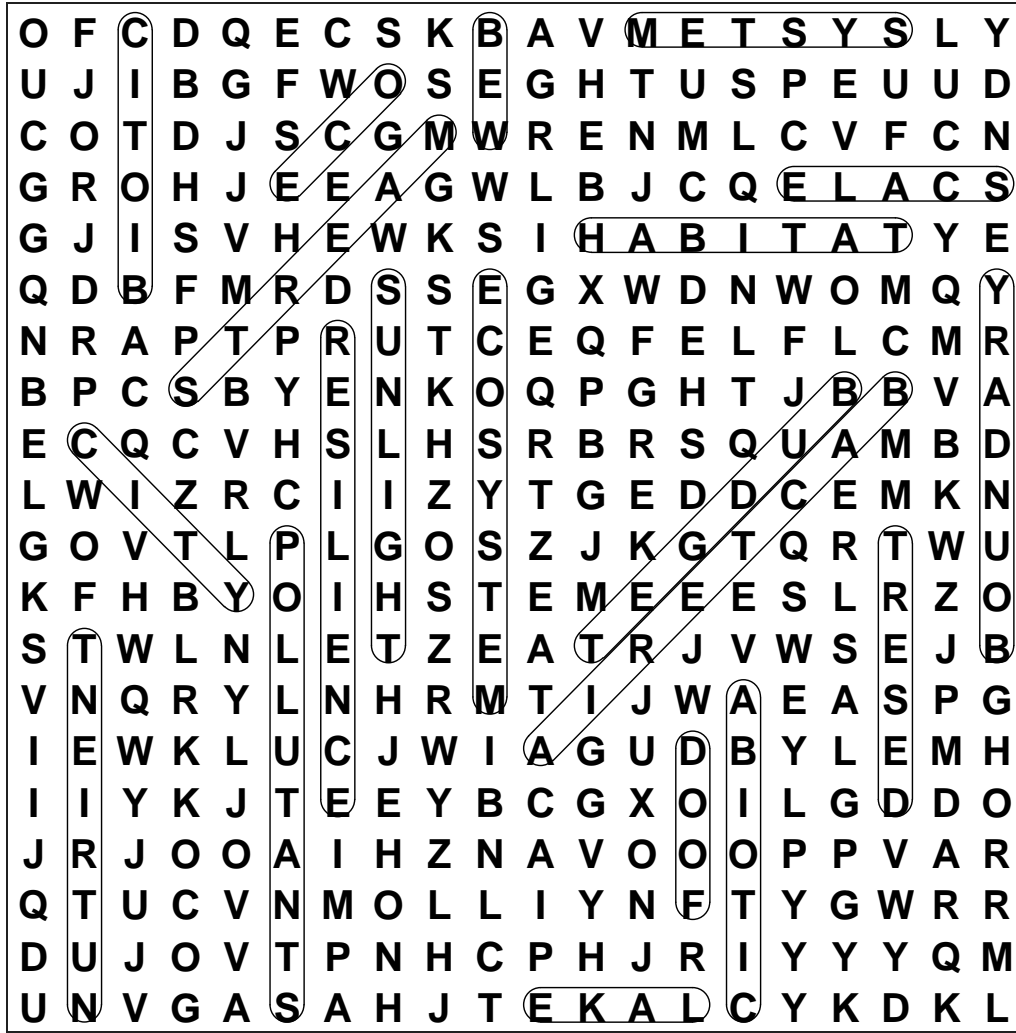 O F C D Q E C S K B A V M E T S Y S L Y
U J I B G F W O S E G H T U S P E U U D
C O T D J S C G M W R E N M L C V F C N
G R O H J E E A G W L B J C Q E L A C S
G J I S V H E W K S I H A B I T A T Y E
Q D B F M R D S S E G X W D N W O M Q Y
N R A P T P R U T C E Q F E L F L C M R
B P C S B Y E N K O Q P G H T J B B V A
E C Q C V H S L H S R B R S Q U A M B D
L W I Z R C I I Z Y T G E D D C E M K N
G O V T L P L G O S Z J K G T Q R T W U
K F H B Y O I H S T E M E E E S L R Z O
S T W L N L E T Z E A T R J V W S E J B
V N Q R Y L N H R M T I J W A E A S P G
I E W K L U C J W I A G U D B Y L E M H
I I Y K J T E E Y B C G X O I L G D D O
J R J O O A I H Z N A V O O O P P V A R
Q T U C V N M O L L I Y N F T Y G W R R
D U J O V T P N H C P H J R I Y Y Y Q M
U N V G A S A H J T E K A L C Y K D K L